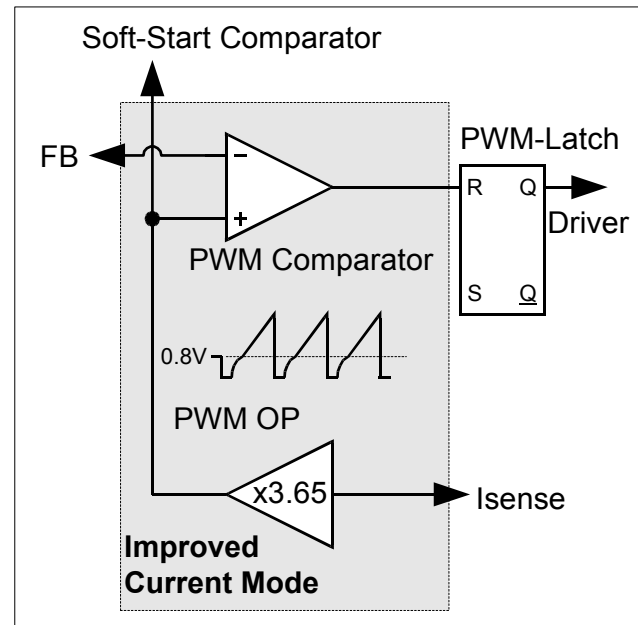 Soft-Start Comparator
FB
PWM-Latch
−
+
R
Q
Driver
PWM Comparator
S
Q
0.8V
PWM OP
x3.65
Isense
Improved
Current Mode